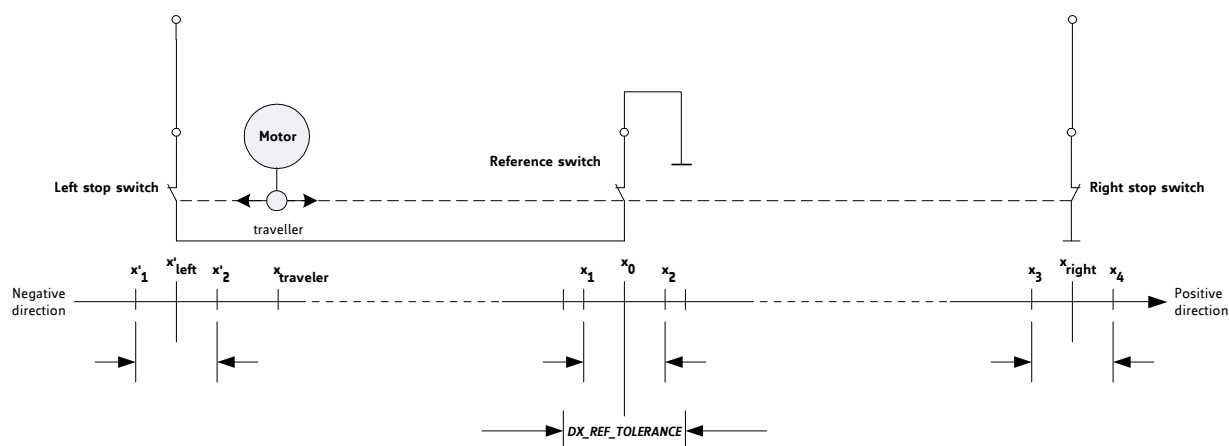 Motor
Reference switch
Left stop switch
Right stop switch
traveller
x'1
x'left
x'2
xtraveler
x1
x0
x2
x3
xright
x4
Negative
direction
Positive
direction
DX_REF_TOLERANCE